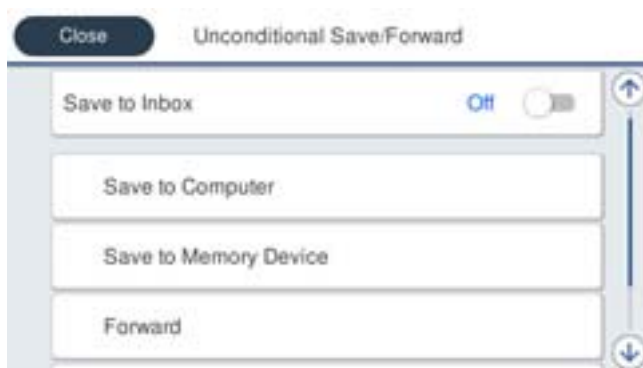 Close
Unconditional Save/Forward
Save to Inbox Off
Save to Computer
Save to Memory Device
Forward